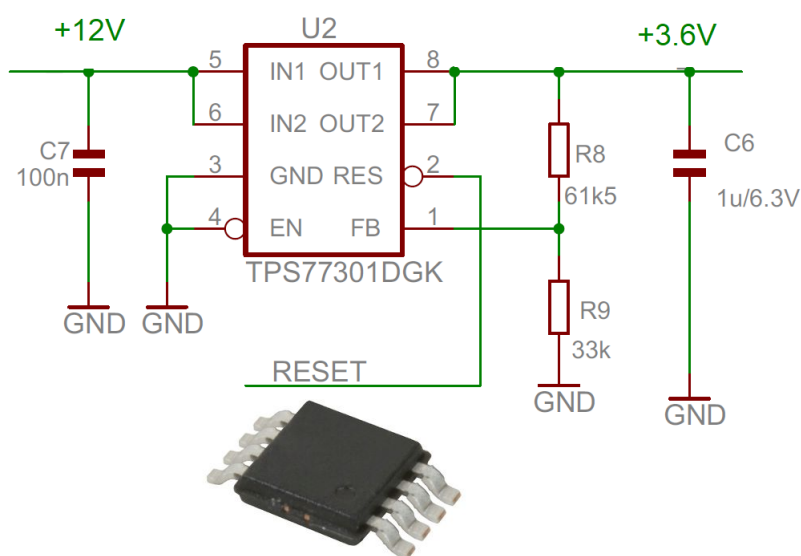 +12V
U2
+3.6V
5 IN1 OUT1 8
6 IN2 OUT2 7
C7
100n
3 GND RES 2
4 EN FB 1
R8
61k5
C6
1u/6.3V
TPS77301DGK
GND
GND
R9
33k
RESET
GND
GND